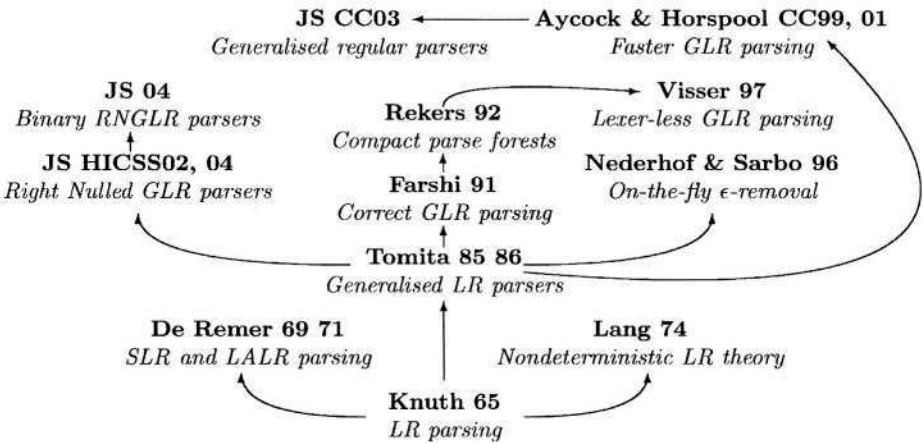 JS CC03
Generalised regular parsers
Aycock & Horspool CC99, 01
Faster GLR parsing
JS 04
Binary RNGLR parsers
Rekers 92
Compact parse forests
Visser 97
Lexer-less GLR parsing
JS HICSS02, 04
Right Nulled GLR parsers
Farshi 91
Correct GLR parsing
Nederhof & Sarbo 96
On-the-fly ϵ-removal
Tomita 85 86
Generalised LR parsers
De Remer 69 71
SLR and LALR parsing
Lang 74
Nondeterministic LR theory
Knuth 65
LR parsing